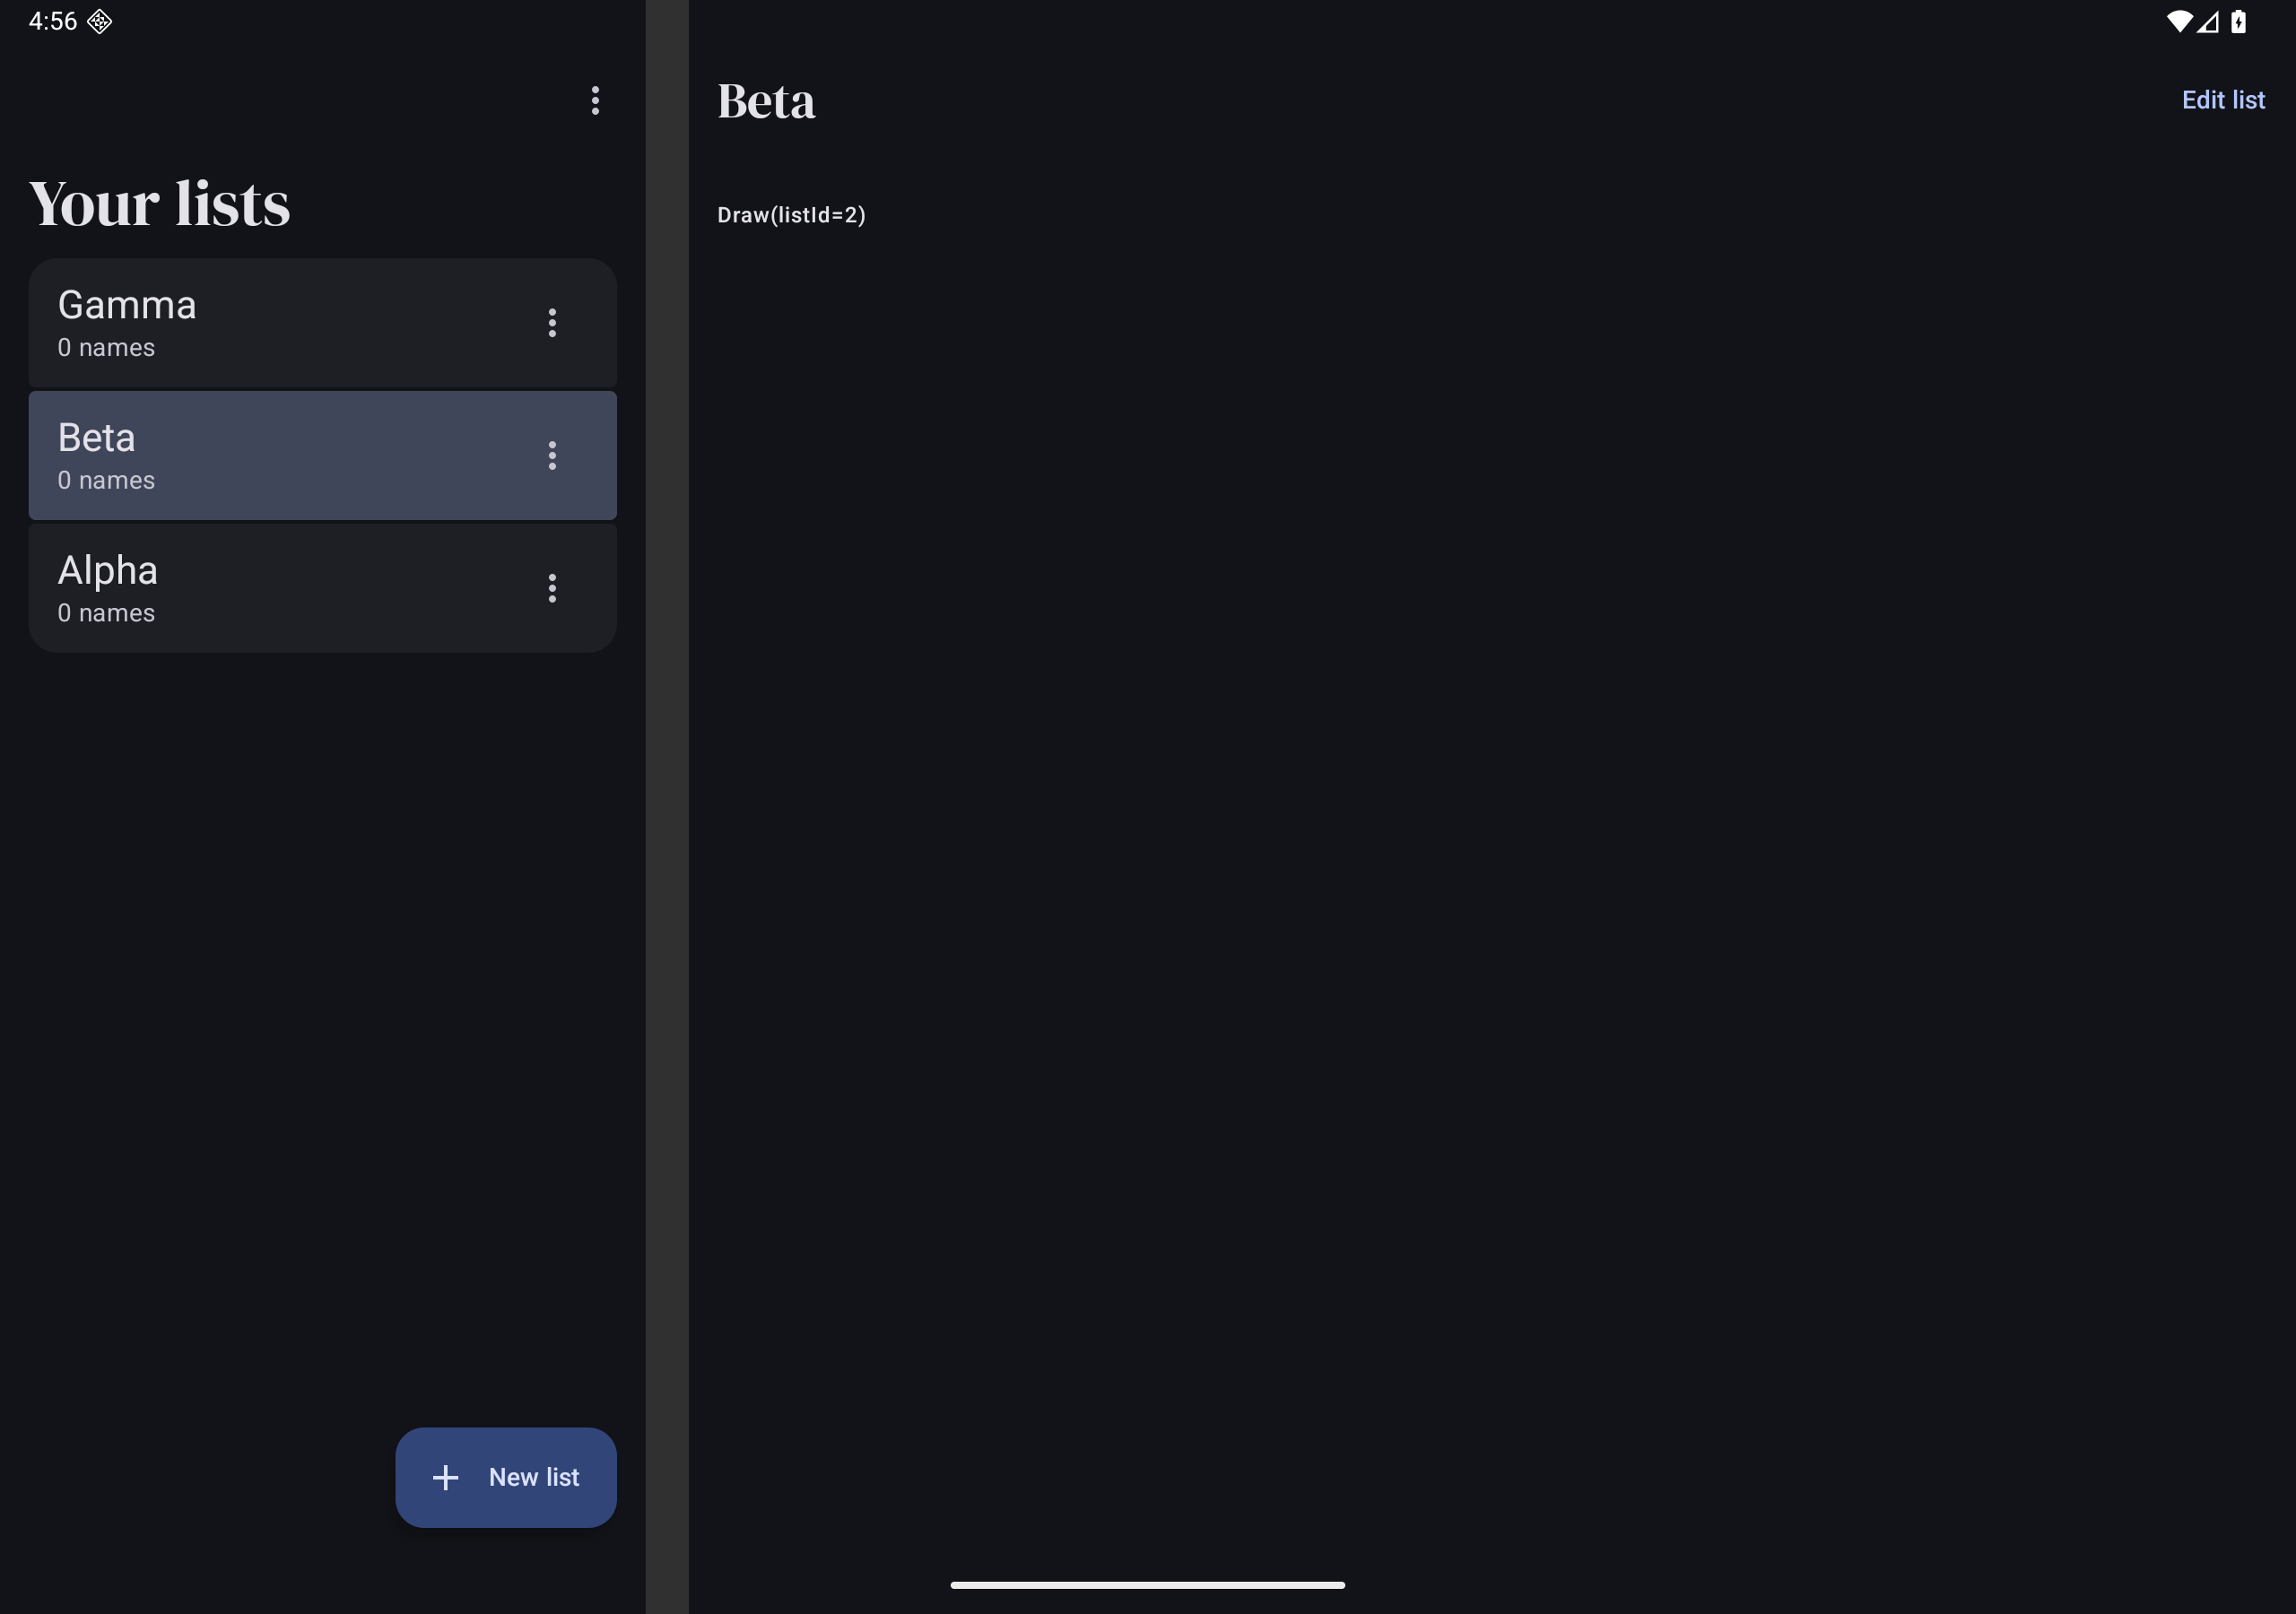 4:56
Your lists
Gamma
0 names
Beta
0 names
Alpha
0 names
New list
Beta
Edit list
Draw(listId=2)